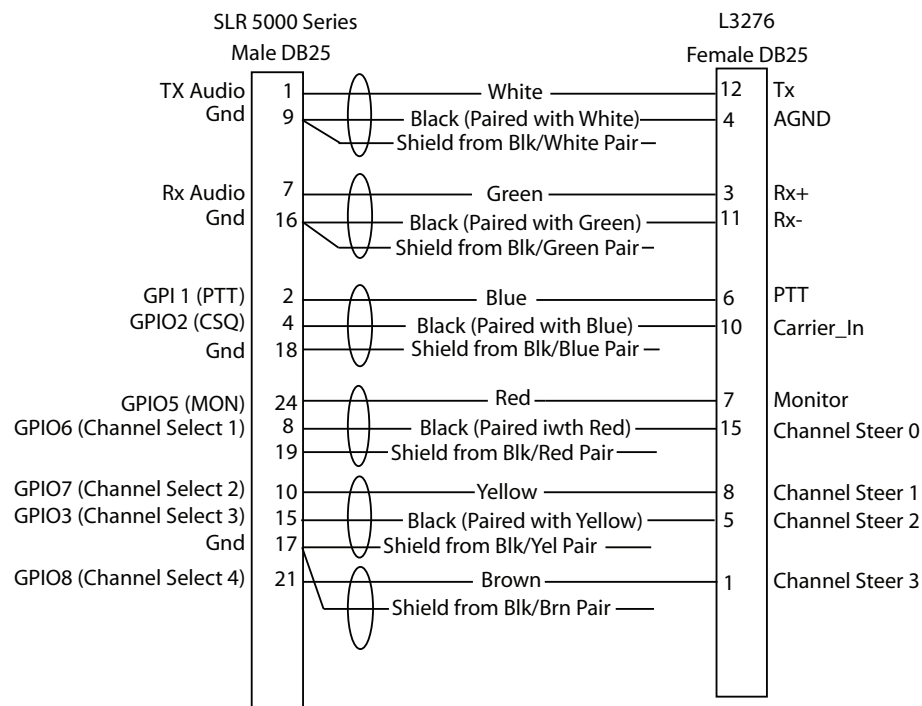 SLR 5000 Series
Male DB25
L3276
Female DB25
TX Audio 1 White 12 Tx
Gnd 9 Black (Paired with White) 4 AGND
Shield from Blk/White Pair
Rx Audio 7 Green 3 Rx+
Gnd 16 Black (Paired with Green) 11 Rx-
Shield from Blk/Green Pair
GPI 1 (PTT) 2 Blue 6 PTT
GPIO2 (CSQ) 4 Black (Paired with Blue) 10 Carrier_In
Gnd 18 Shield from Blk/Blue Pair
GPIO5 (MON) 24 Red 7 Monitor
GPIO6 (Channel Select 1) 8 Black (Paired iwth Red) 15 Channel Steer 0
19 Shield from Blk/Red Pair
GPIO7 (Channel Select 2) 10 Yellow 8 Channel Steer 1
GPIO3 (Channel Select 3) 15 Black (Paired with Yellow) 5 Channel Steer 2
Gnd 17 Shield from Blk/Yel Pair
GPIO8 (Channel Select 4) 21 Brown 1 Channel Steer 3
Shield from Blk/Brn Pair